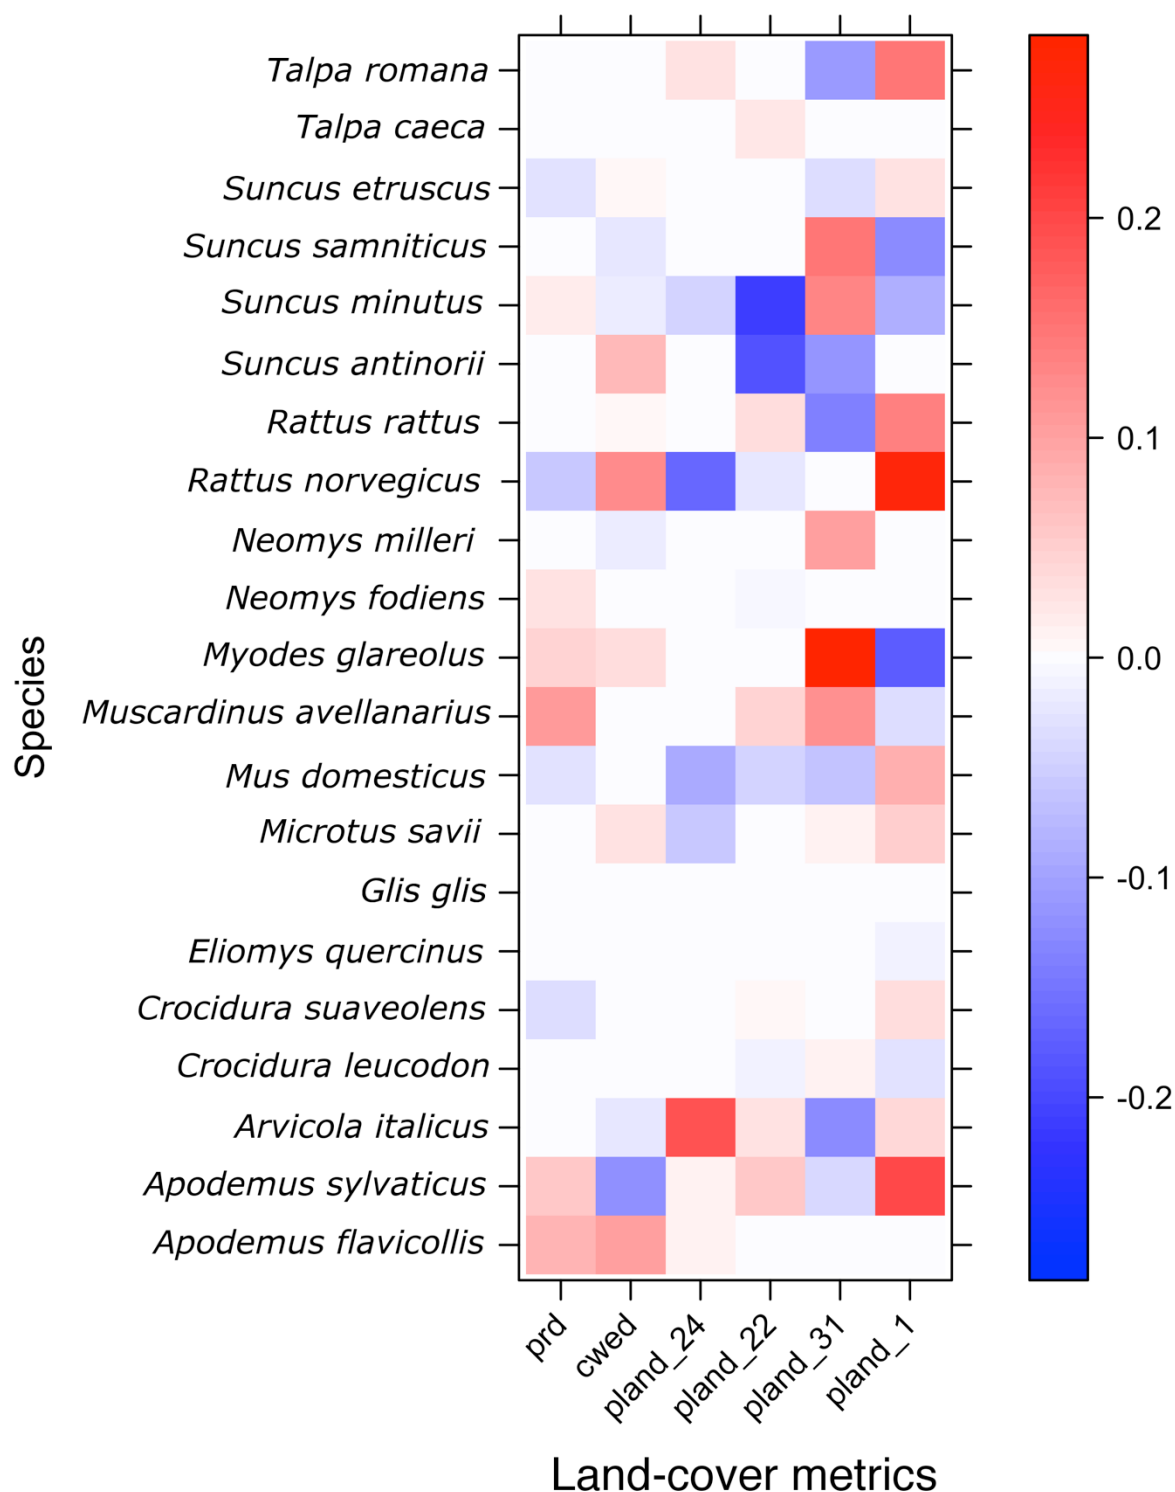 Talpa romana
Talpa caeca
Suncus etruscus
Suncus samniticus
Suncus minutus
Suncus antinorii
Rattus rattus
Rattus norvegicus
Neomys milleri
Neomys fodiens
Myodes glareolus
Muscardinus avellanarius
Mus domesticus
Microtus savii
Glis glis
Eliomys quercinus
Crocidura suaveolens
Crocidura leucodon
Arvicola italicus
Apodemus sylvaticus
Apodemus flavicollis
Species
prd
cwed
pland_24
pland_22
pland_31
pland_1
Land-cover metrics
0.2
0.1
0.0
-0.1
-0.2